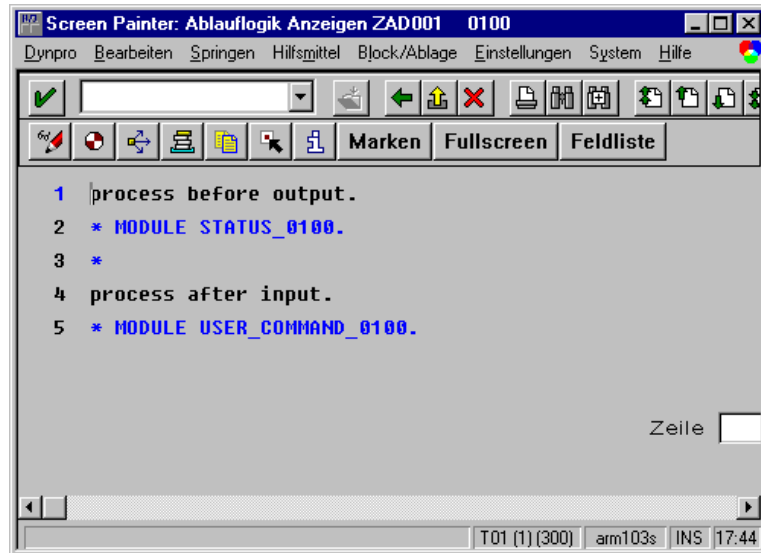 Screen Painter: Ablauflogik Anzeigen ZAD001 0100
Dynpro Bearbeiten Springen Hilfsmittel Block/Ablage Einstellungen System Hilfe
Marken Fullscreen Feldliste
1 process before output.
2 * MODULE STATUS_0100.
3 *
4 process after input.
5 * MODULE USER_COMMAND_0100.
Zeile
T01 (1) (300) arm103s INS 17:44